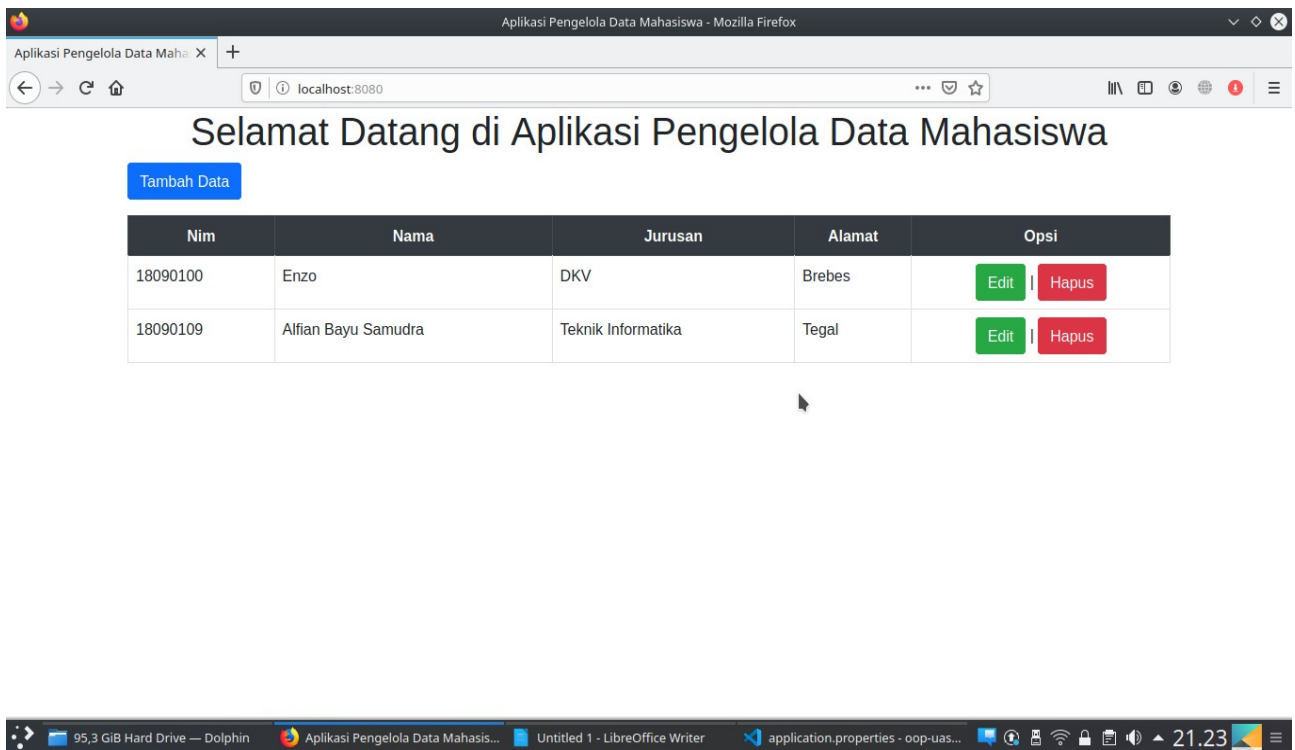 Aplikasi Pengelola Data Mahasiswa - Mozilla Firefox
Aplikasi Pengelola Data Maha
localhost:8080
Selamat Datang di Aplikasi Pengelola Data Mahasiswa
Tambah Data
Nim Nama Jurusan Alamat Opsi
18090100 Enzo DKV Brebes Edit | Hapus
18090109 Alfian Bayu Samudra Teknik Informatika Tegal Edit | Hapus
95,3 GiB Hard Drive — Dolphin Aplikasi Pengelola Data Mahasis... Untitled 1 - LibreOffice Writer application.properties - oop-uas... 21.23